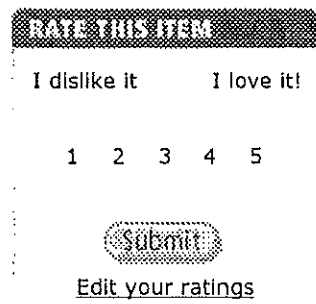 RATE THIS ITEM
I dislike it I love it!
1 2 3 4 5
Submit
Edit your ratings